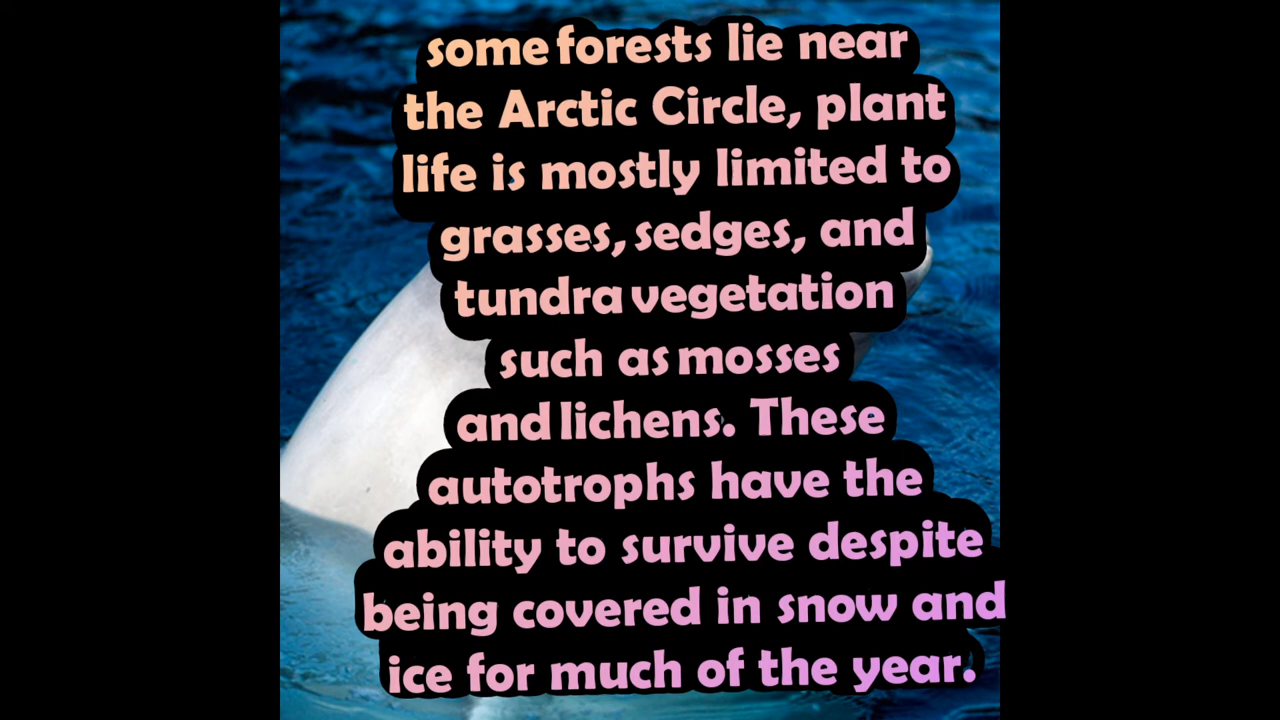 some forests lie near
the Arctic Circle, plant
life is mostly limited to
grasses, sedges, and
tundra vegetation
such as mosses
and lichens. These
autotrophs have the
ability to survive despite
being covered in snow and
ice for much of the year.